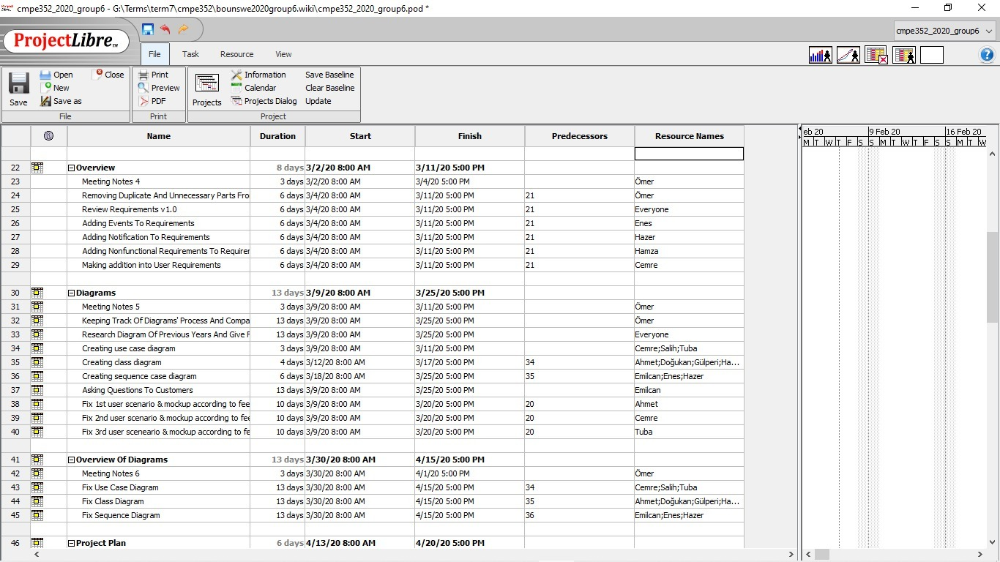 cmpe352_2020_group6 - G:\Terms\term7\cmpe352\bounswe2020group6.wiki\cmpe352_2020_group6.pod *
ProjectLibre™
cmpe352_2020_group6
File Task Resource View
Save Open New Save as Close
File
Print Preview PDF
Print
Projects Information Calendar Projects Dialog Save Baseline Clear Baseline Update
Project
Name Duration Start Finish Predecessors Resource Names
eb 20 9 Feb 20 16 Feb 20
M T W T F S S M T W T F S S M T W
22 Overview 8 days 3/2/20 8:00 AM 3/11/20 5:00 PM
23 Meeting Notes 4 3 days 3/2/20 8:00 AM 3/4/20 5:00 PM Ömer
24 Removing Duplicate And Unnecessary Parts Fro 6 days 3/4/20 8:00 AM 3/11/20 5:00 PM 21 Ömer
25 Review Requirements v1.0 6 days 3/4/20 8:00 AM 3/11/20 5:00 PM 21 Everyone
26 Adding Events To Requirements 6 days 3/4/20 8:00 AM 3/11/20 5:00 PM 21 Enes
27 Adding Notification To Requirements 6 days 3/4/20 8:00 AM 3/11/20 5:00 PM 21 Hazer
28 Adding Nonfunctional Requirements To Requirer 6 days 3/4/20 8:00 AM 3/11/20 5:00 PM 21 Hamza
29 Making addition into User Requirements 6 days 3/4/20 8:00 AM 3/11/20 5:00 PM 21 Cemre
30 Diagrams 13 days 3/9/20 8:00 AM 3/25/20 5:00 PM
31 Meeting Notes 5 3 days 3/9/20 8:00 AM 3/11/20 5:00 PM Ömer
32 Keeping Track Of Diagrams' Process And Compa 13 days 3/9/20 8:00 AM 3/25/20 5:00 PM Ömer
33 Research Diagram Of Previous Years And Give F 13 days 3/9/20 8:00 AM 3/25/20 5:00 PM Everyone
34 Creating use case diagram 3 days 3/9/20 8:00 AM 3/11/20 5:00 PM Cemre;Salih;Tuba
35 Creating class diagram 4 days 3/12/20 8:00 AM 3/17/20 5:00 PM 34 Ahmet;Doğukan;Gülperi;Ha...
36 Creating sequence case diagram 6 days 3/18/20 8:00 AM 3/25/20 5:00 PM 35 Emilcan;Enes;Hazer
37 Asking Questions To Customers 13 days 3/9/20 8:00 AM 3/25/20 5:00 PM Emilcan
38 Fix 1st user scenario & mockup according to fee 10 days 3/9/20 8:00 AM 3/20/20 5:00 PM 20 Ahmet
39 Fix 2nd user scenario & mockup according to fee 10 days 3/9/20 8:00 AM 3/20/20 5:00 PM 20 Cemre
40 Fix 3rd user sceneario & mockup according to fe 10 days 3/9/20 8:00 AM 3/20/20 5:00 PM 20 Tuba
41 Overview Of Diagrams 13 days 3/30/20 8:00 AM 4/15/20 5:00 PM
42 Meeting Notes 6 3 days 3/30/20 8:00 AM 4/1/20 5:00 PM Ömer
43 Fix Use Case Diagram 13 days 3/30/20 8:00 AM 4/15/20 5:00 PM 34 Cemre;Salih;Tuba
44 Fix Class Diagram 13 days 3/30/20 8:00 AM 4/15/20 5:00 PM 35 Ahmet;Doğukan;Gülperi;Ha...
45 Fix Sequence Diagram 13 days 3/30/20 8:00 AM 4/15/20 5:00 PM 36 Emilcan;Enes;Hazer
46 Project Plan 6 days 4/13/20 8:00 AM 4/20/20 5:00 PM